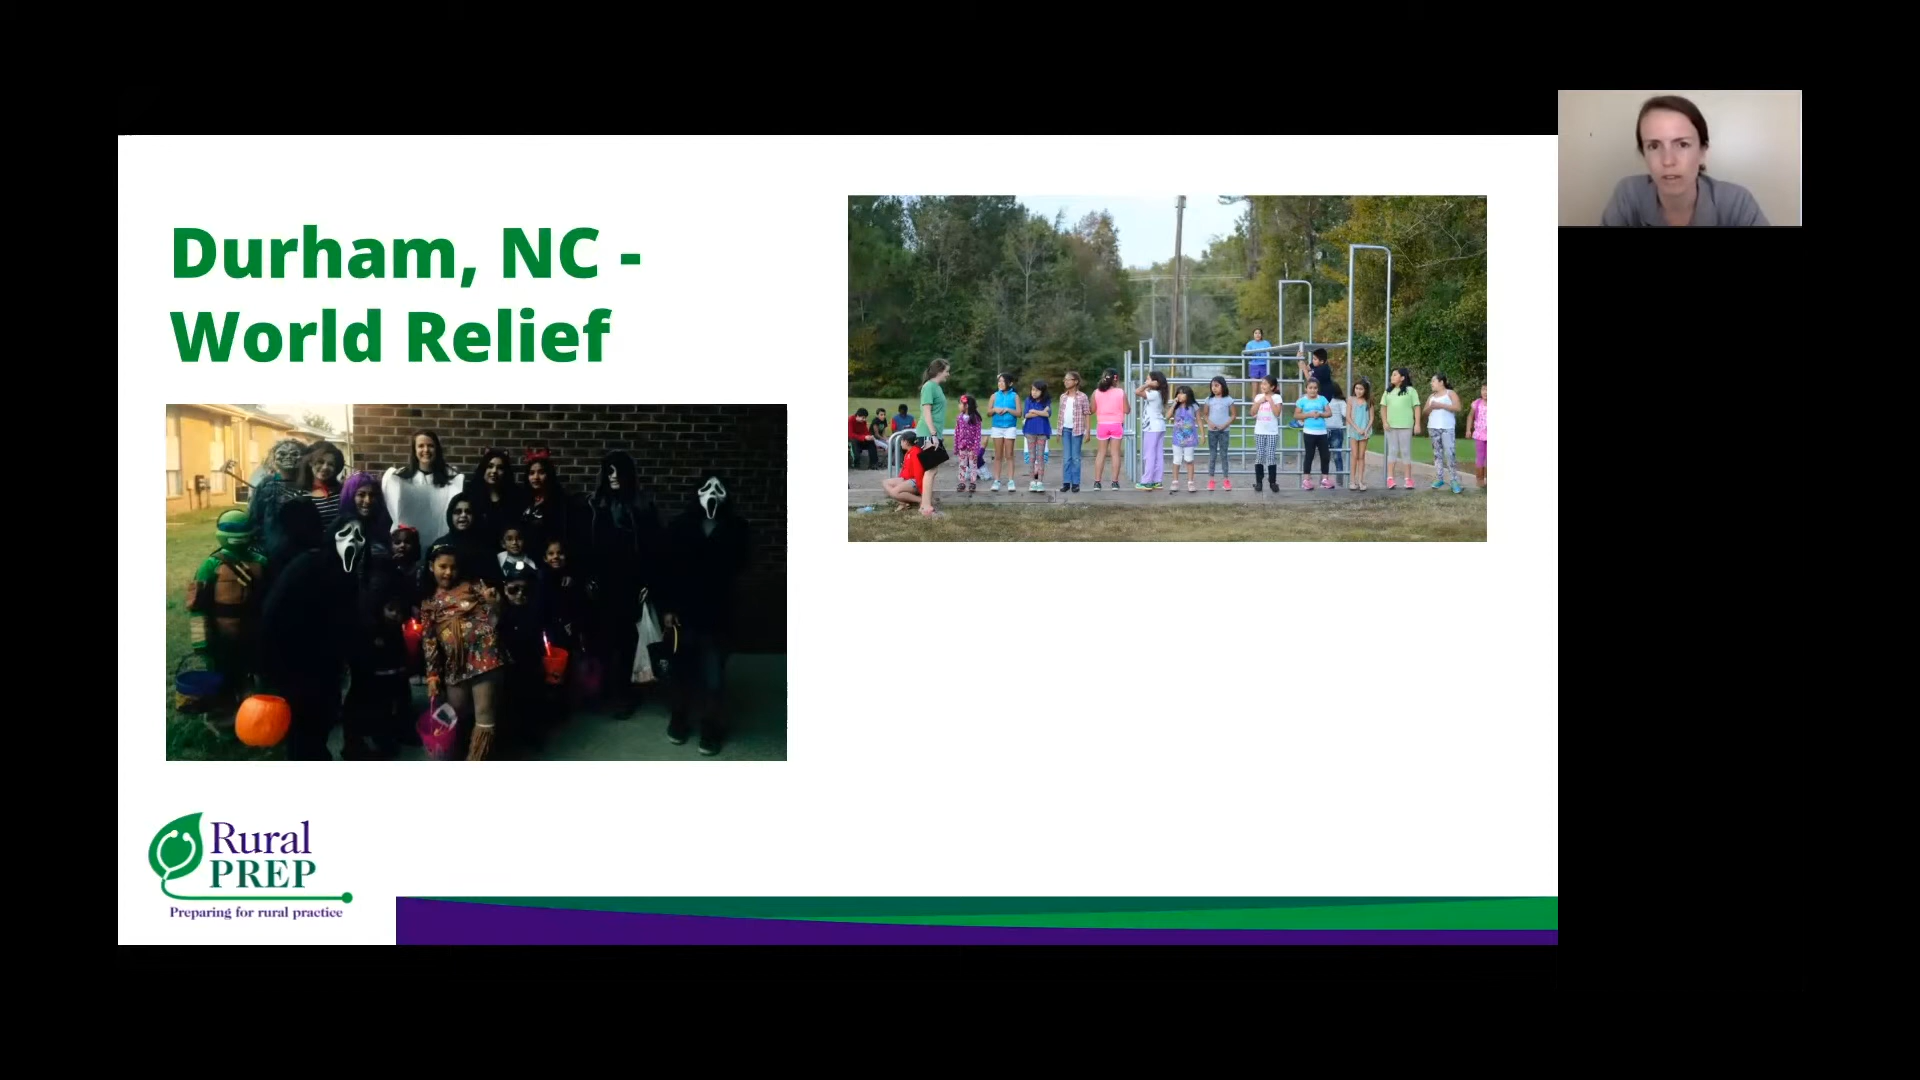 Durham, NC -
World Relief
Rural
PREP
Preparing for rural practice